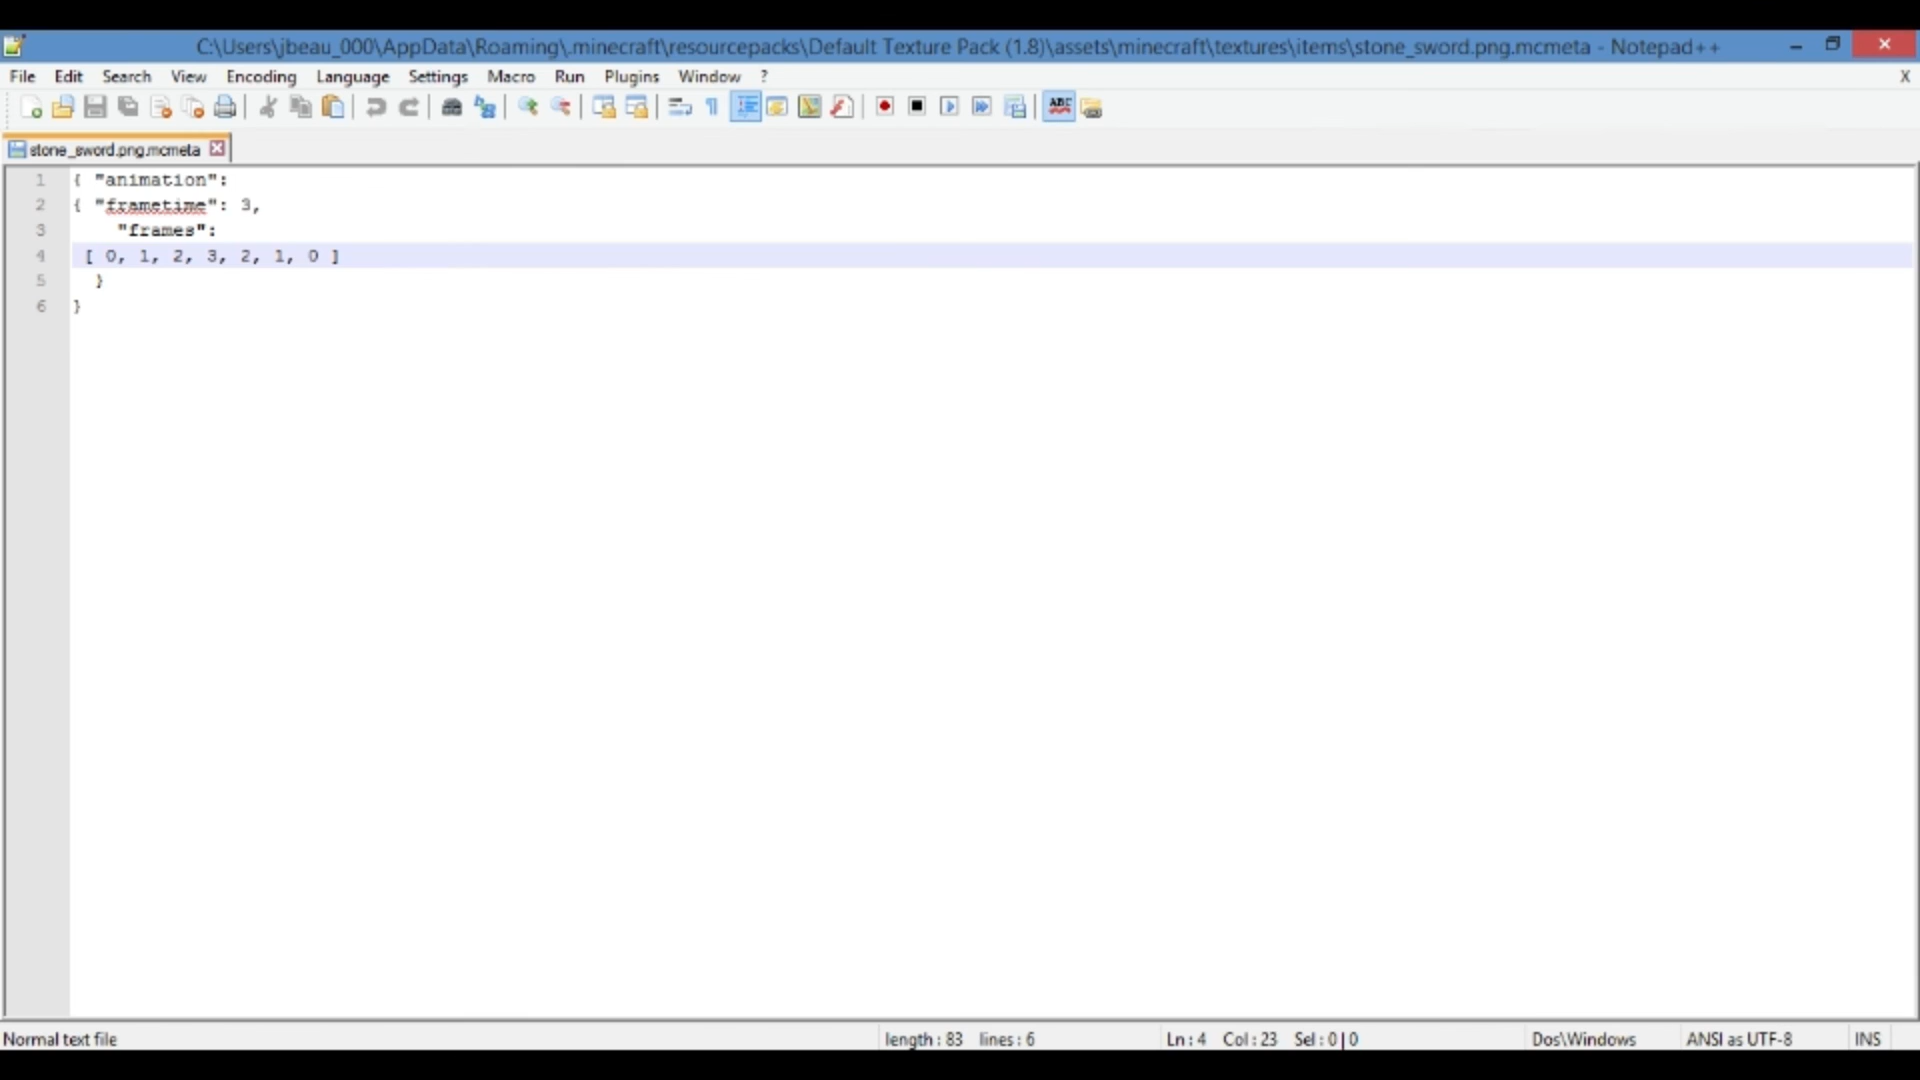 C:\Users\jbeau_000\AppData\Roaming\.minecraft\resourcepacks\Default Texture Pack (1.8)\assets\minecraft\textures\items\stone_sword.png.mcmeta - Notepad++
File Edit Search View Encoding Language Settings Macro Run Plugins Window ? X
ABC
stone_sword.png.mcmeta
1 { "animation":
2 { "frametime": 3,
3 "frames":
4 [ 0, 1, 2, 3, 2, 1, 0 ]
5 }
6 }
Normal text file length : 83 lines : 6 Ln : 4 Col : 23 Sel : 0 | 0 Dos\Windows ANSI as UTF-8 INS